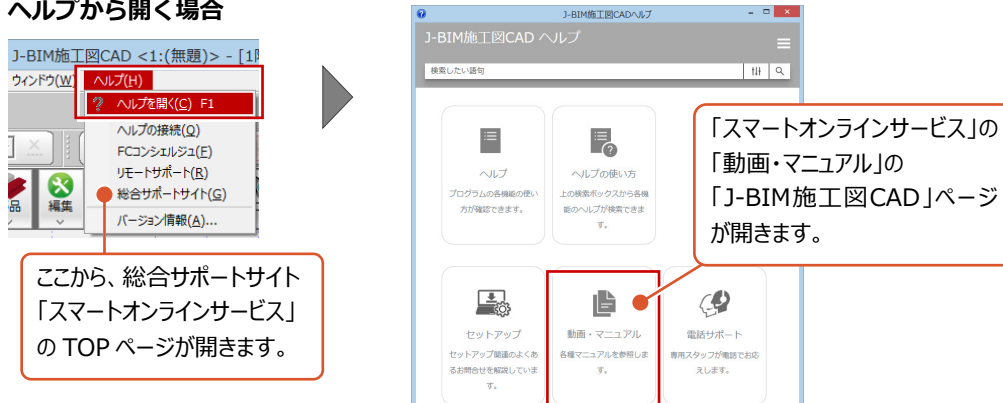 ヘルプから開く場合
J-BIM施工図CAD <1:(無題)> - [1
ウィンドウ(W)
ヘルプ(H)
ヘルプを開く(C) F1
ヘルプの接続(Q)
FCコンシェルジュ(F)
リモートサポート(R)
総合サポートサイト(G)
バージョン情報(A)...
品
編集
ここから、総合サポートサイト
「スマートオンラインサービス」
の TOP ページが開きます。
J-BIM施工図CADヘルプ
J-BIM施工図CAD ヘルプ
検索したい語句
ヘルプ
プログラムの各機能の使い
方が確認できます。
ヘルプの使い方
上の検索ボックスから各機
能のヘルプが検索できま
す。
「スマートオンラインサービス」の
「動画・マニュアル」の
「J-BIM施工図CAD」ページ
が開きます。
セットアップ
セットアップ関連のよくあ
るお問合せを解説していま
す。
動画・マニュアル
各種マニュアルを参照しま
す。
電話サポート
専用スタッフが電話でお応
えします。